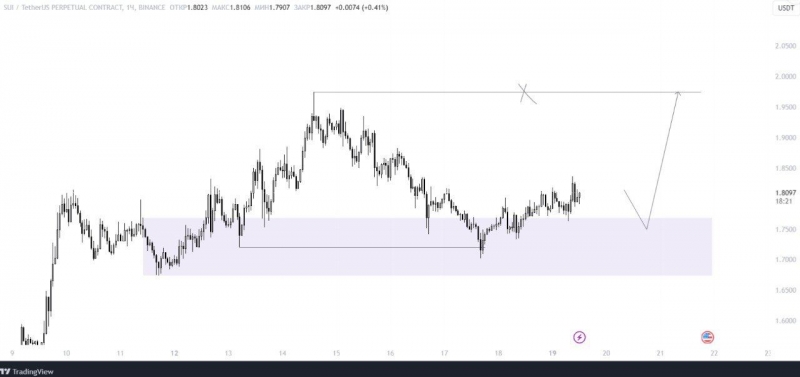 SUI / TetherUS PERPETUAL CONTRACT, 1Ч, BINANCE ОТКР1.8023 МАКС1.8106 МИН1.7907 ЗАКР1.8097 +0.0074 (+0.41%)
USDT
2.0500
2.0000
1.9500
1.9000
1.8500
1.8097
18:21
1.7500
1.7000
1.6500
1.6000
9 10 11 12 13 14 15 16 17 18 19 20 21 22 23
TradingView